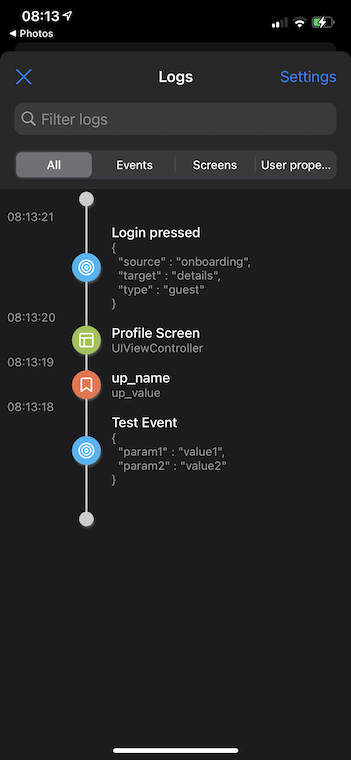 08:13
◀ Photos
Logs
Settings
Filter logs
All
Events
Screens
User prope...
08:13:21
Login pressed
{
"source" : "onboarding",
"target" : "details",
"type" : "guest"
}
08:13:20
Profile Screen
UIViewController
08:13:19
up_name
up_value
08:13:18
Test Event
{
"param1" : "value1",
"param2" : "value2"
}